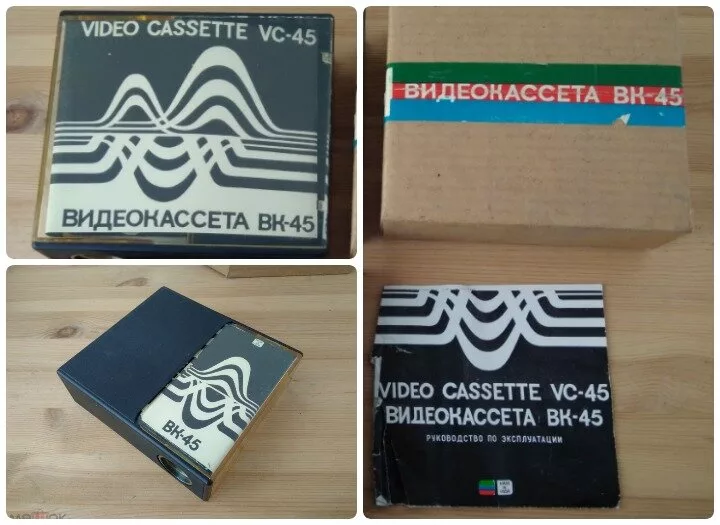 VIDEO CASSETTE VC-45
ВИДЕОКАССЕТА ВК-45
ВИДЕОКАССЕТА ВК-45
ВК-45
VIDEO CASSETTE VC-45
ВИДЕОКАССЕТА ВК-45
РУКОВОДСТВО ПО ЭКСПЛУАТАЦИИ